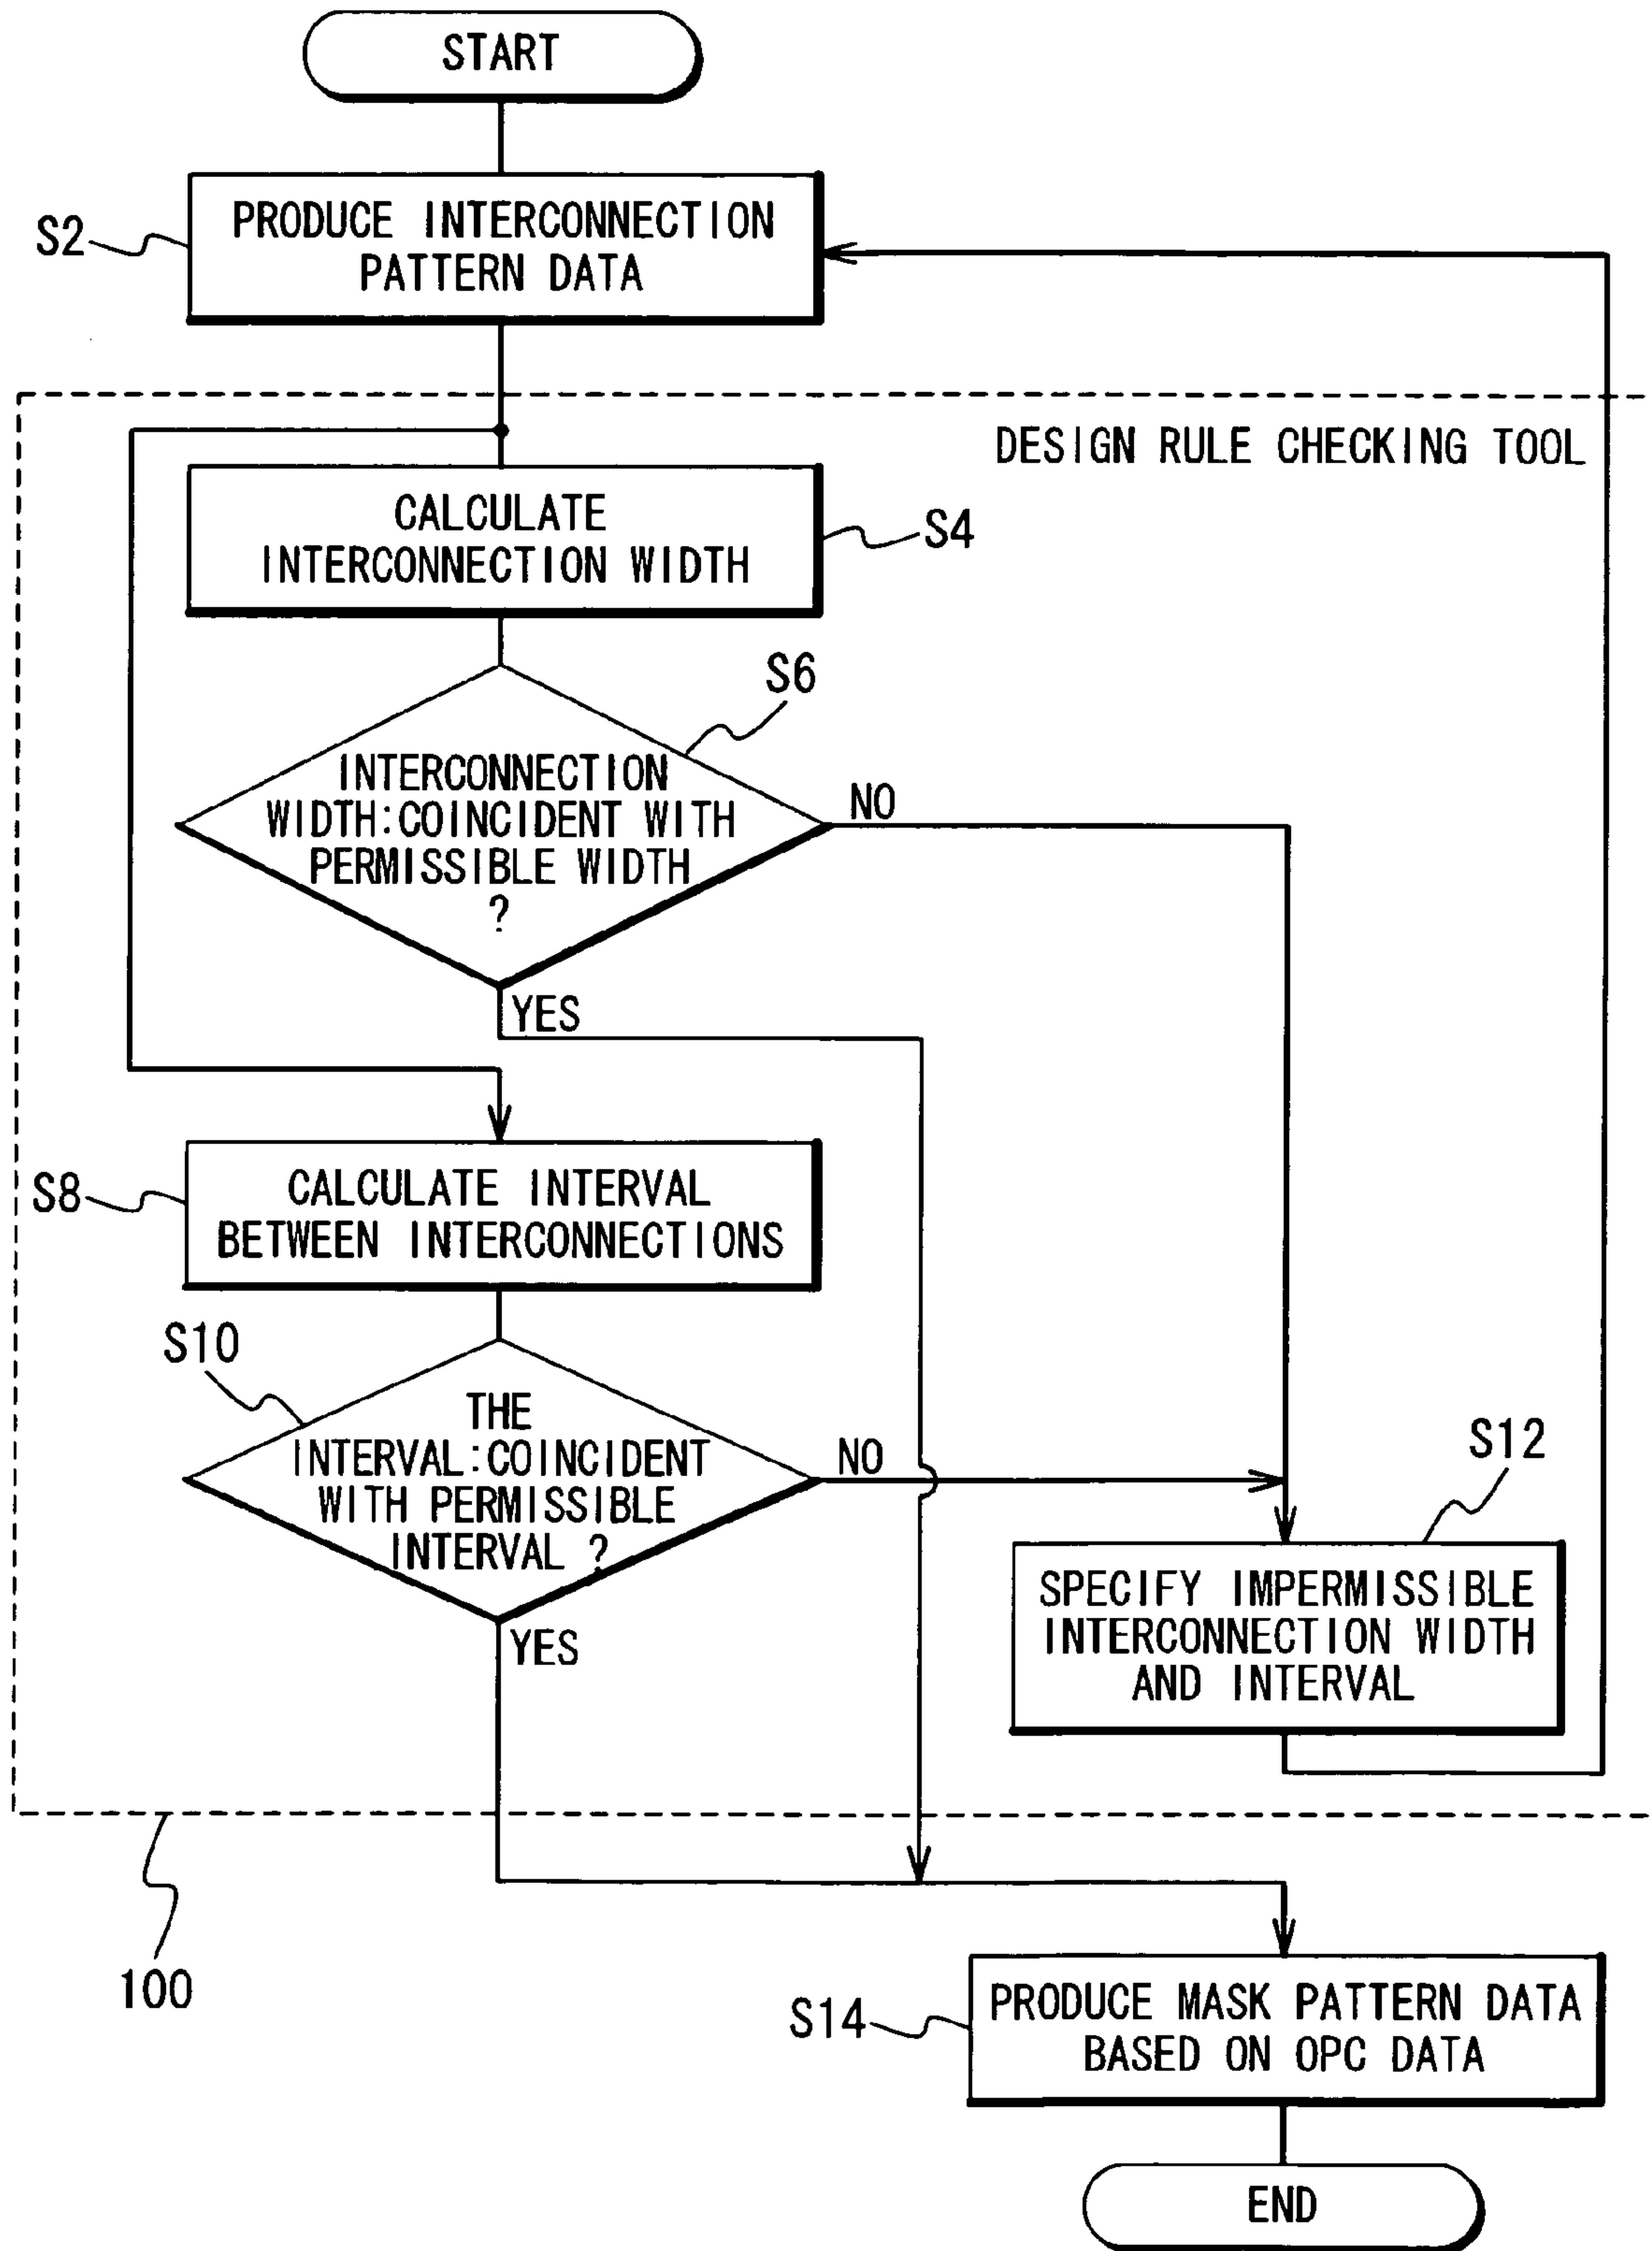 START
S2
PRODUCE INTERCONNECTION
PATTERN DATA
DESIGN RULE CHECKING TOOL
CALCULATE
INTERCONNECTION WIDTH
S4
S6
INTERCONNECTION
WIDTH:COINCIDENT WITH
PERMISSIBLE WIDTH
?
NO
YES
S8
CALCULATE INTERVAL
BETWEEN INTERCONNECTIONS
S10
THE
INTERVAL:COINCIDENT
WITH PERMISSIBLE
INTERVAL ?
NO
YES
S12
SPECIFY IMPERMISSIBLE
INTERCONNECTION WIDTH
AND INTERVAL
100
S14
PRODUCE MASK PATTERN DATA
BASED ON OPC DATA
END